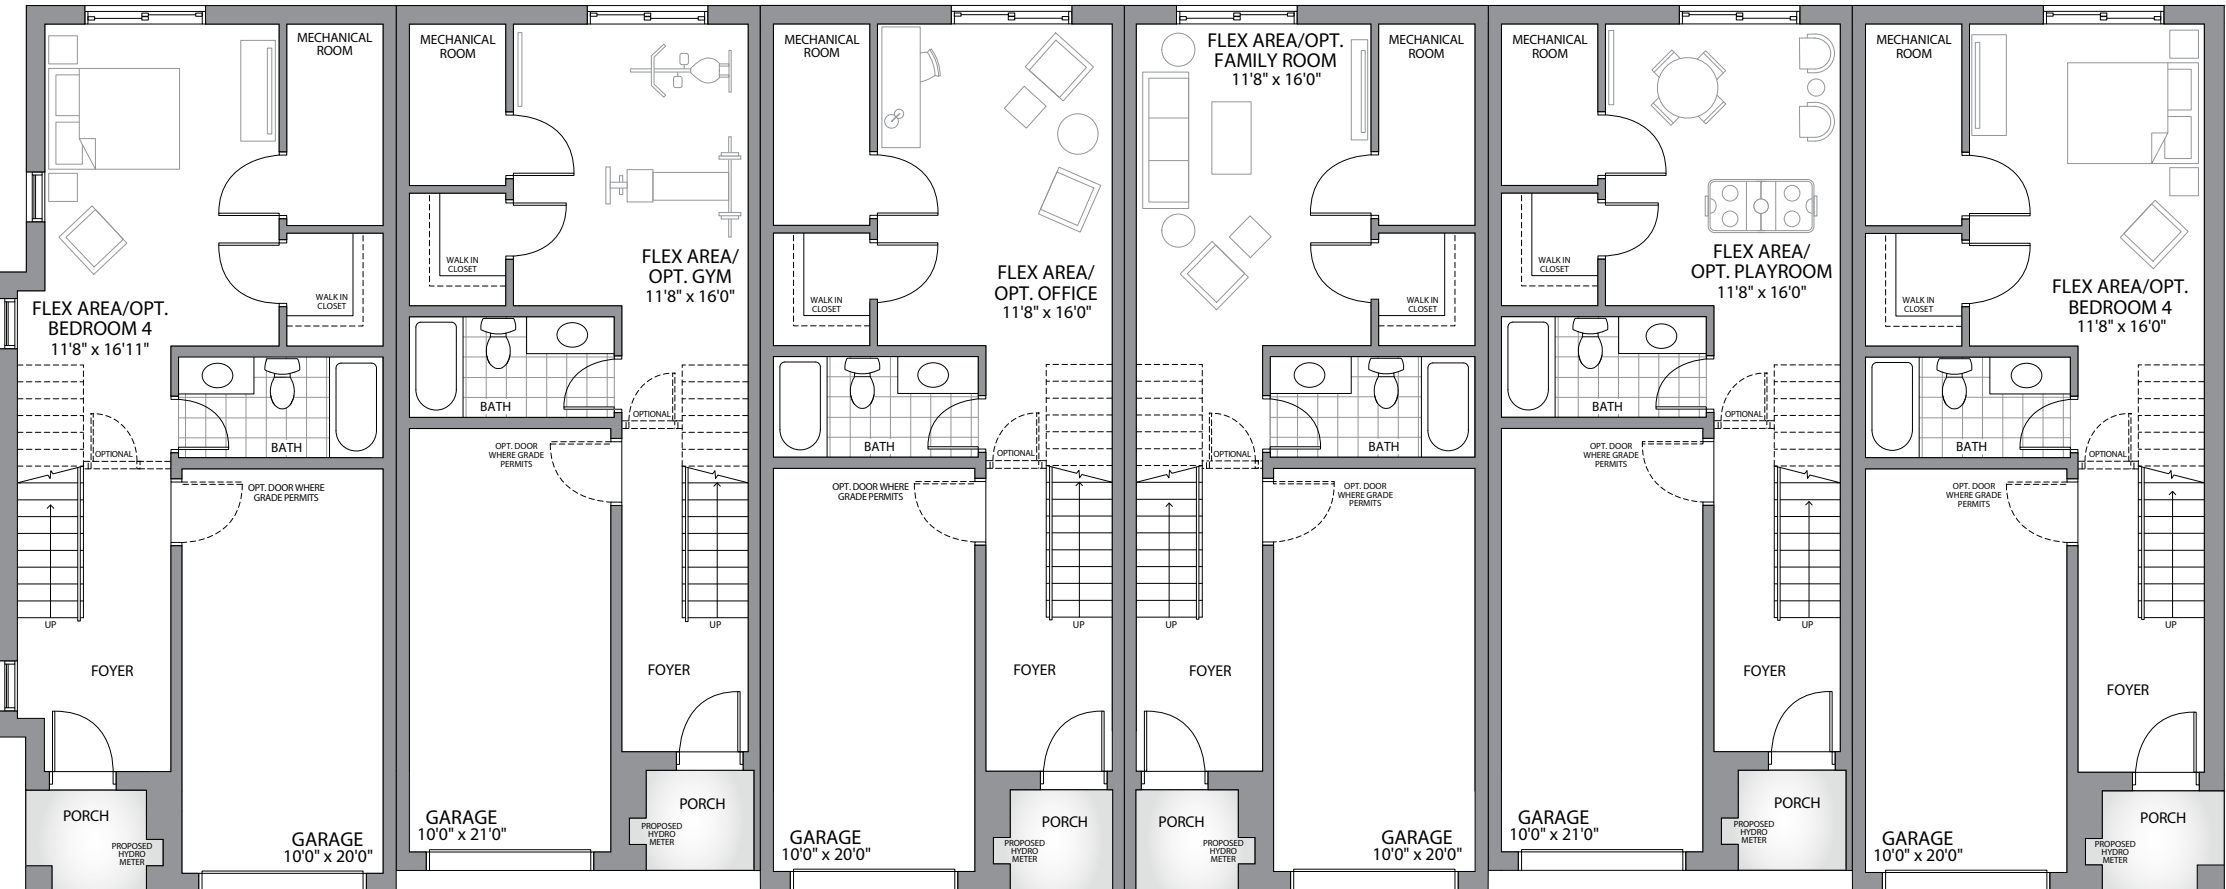 MECHANICAL
ROOM
FLEX AREA/OPT.
BEDROOM 4
11'8" x 16'11"
WALK IN
CLOSET
BATH
OPTIONAL
OPT. DOOR WHERE
GRADE PERMITS
UP
FOYER
PORCH
PROPOSED
HYDRO
METER
GARAGE
10'0" x 20'0"
MECHANICAL
ROOM
WALK IN
CLOSET
FLEX AREA/
OPT. GYM
11'8" x 16'0"
BATH
OPTIONAL
OPT. DOOR
WHERE GRADE
PERMITS
UP
FOYER
GARAGE
10'0" x 21'0"
PORCH
PROPOSED
HYDRO
METER
MECHANICAL
ROOM
WALK IN
CLOSET
FLEX AREA/
OPT. OFFICE
11'8" x 16'0"
BATH
OPTIONAL
OPT. DOOR WHERE
GRADE PERMITS
UP
FOYER
GARAGE
10'0" x 20'0"
PORCH
PROPOSED
HYDRO
METER
FLEX AREA/OPT.
FAMILY ROOM
11'8" x 16'0"
MECHANICAL
ROOM
WALK IN
CLOSET
BATH
OPTIONAL
OPT. DOOR
WHERE GRADE
PERMITS
UP
FOYER
PORCH
PROPOSED
HYDRO
METER
GARAGE
10'0" x 20'0"
MECHANICAL
ROOM
WALK IN
CLOSET
FLEX AREA/
OPT. PLAYROOM
11'8" x 16'0"
BATH
OPTIONAL
OPT. DOOR
WHERE GRADE
PERMITS
UP
FOYER
GARAGE
10'0" x 21'0"
PORCH
PROPOSED
HYDRO
METER
MECHANICAL
ROOM
WALK IN
CLOSET
FLEX AREA/OPT.
BEDROOM 4
11'8" x 16'0"
BATH
OPTIONAL
OPT. DOOR
WHERE GRADE
PERMITS
UP
FOYER
GARAGE
10'0" x 20'0"
PORCH
PROPOSED
HYDRO
METER